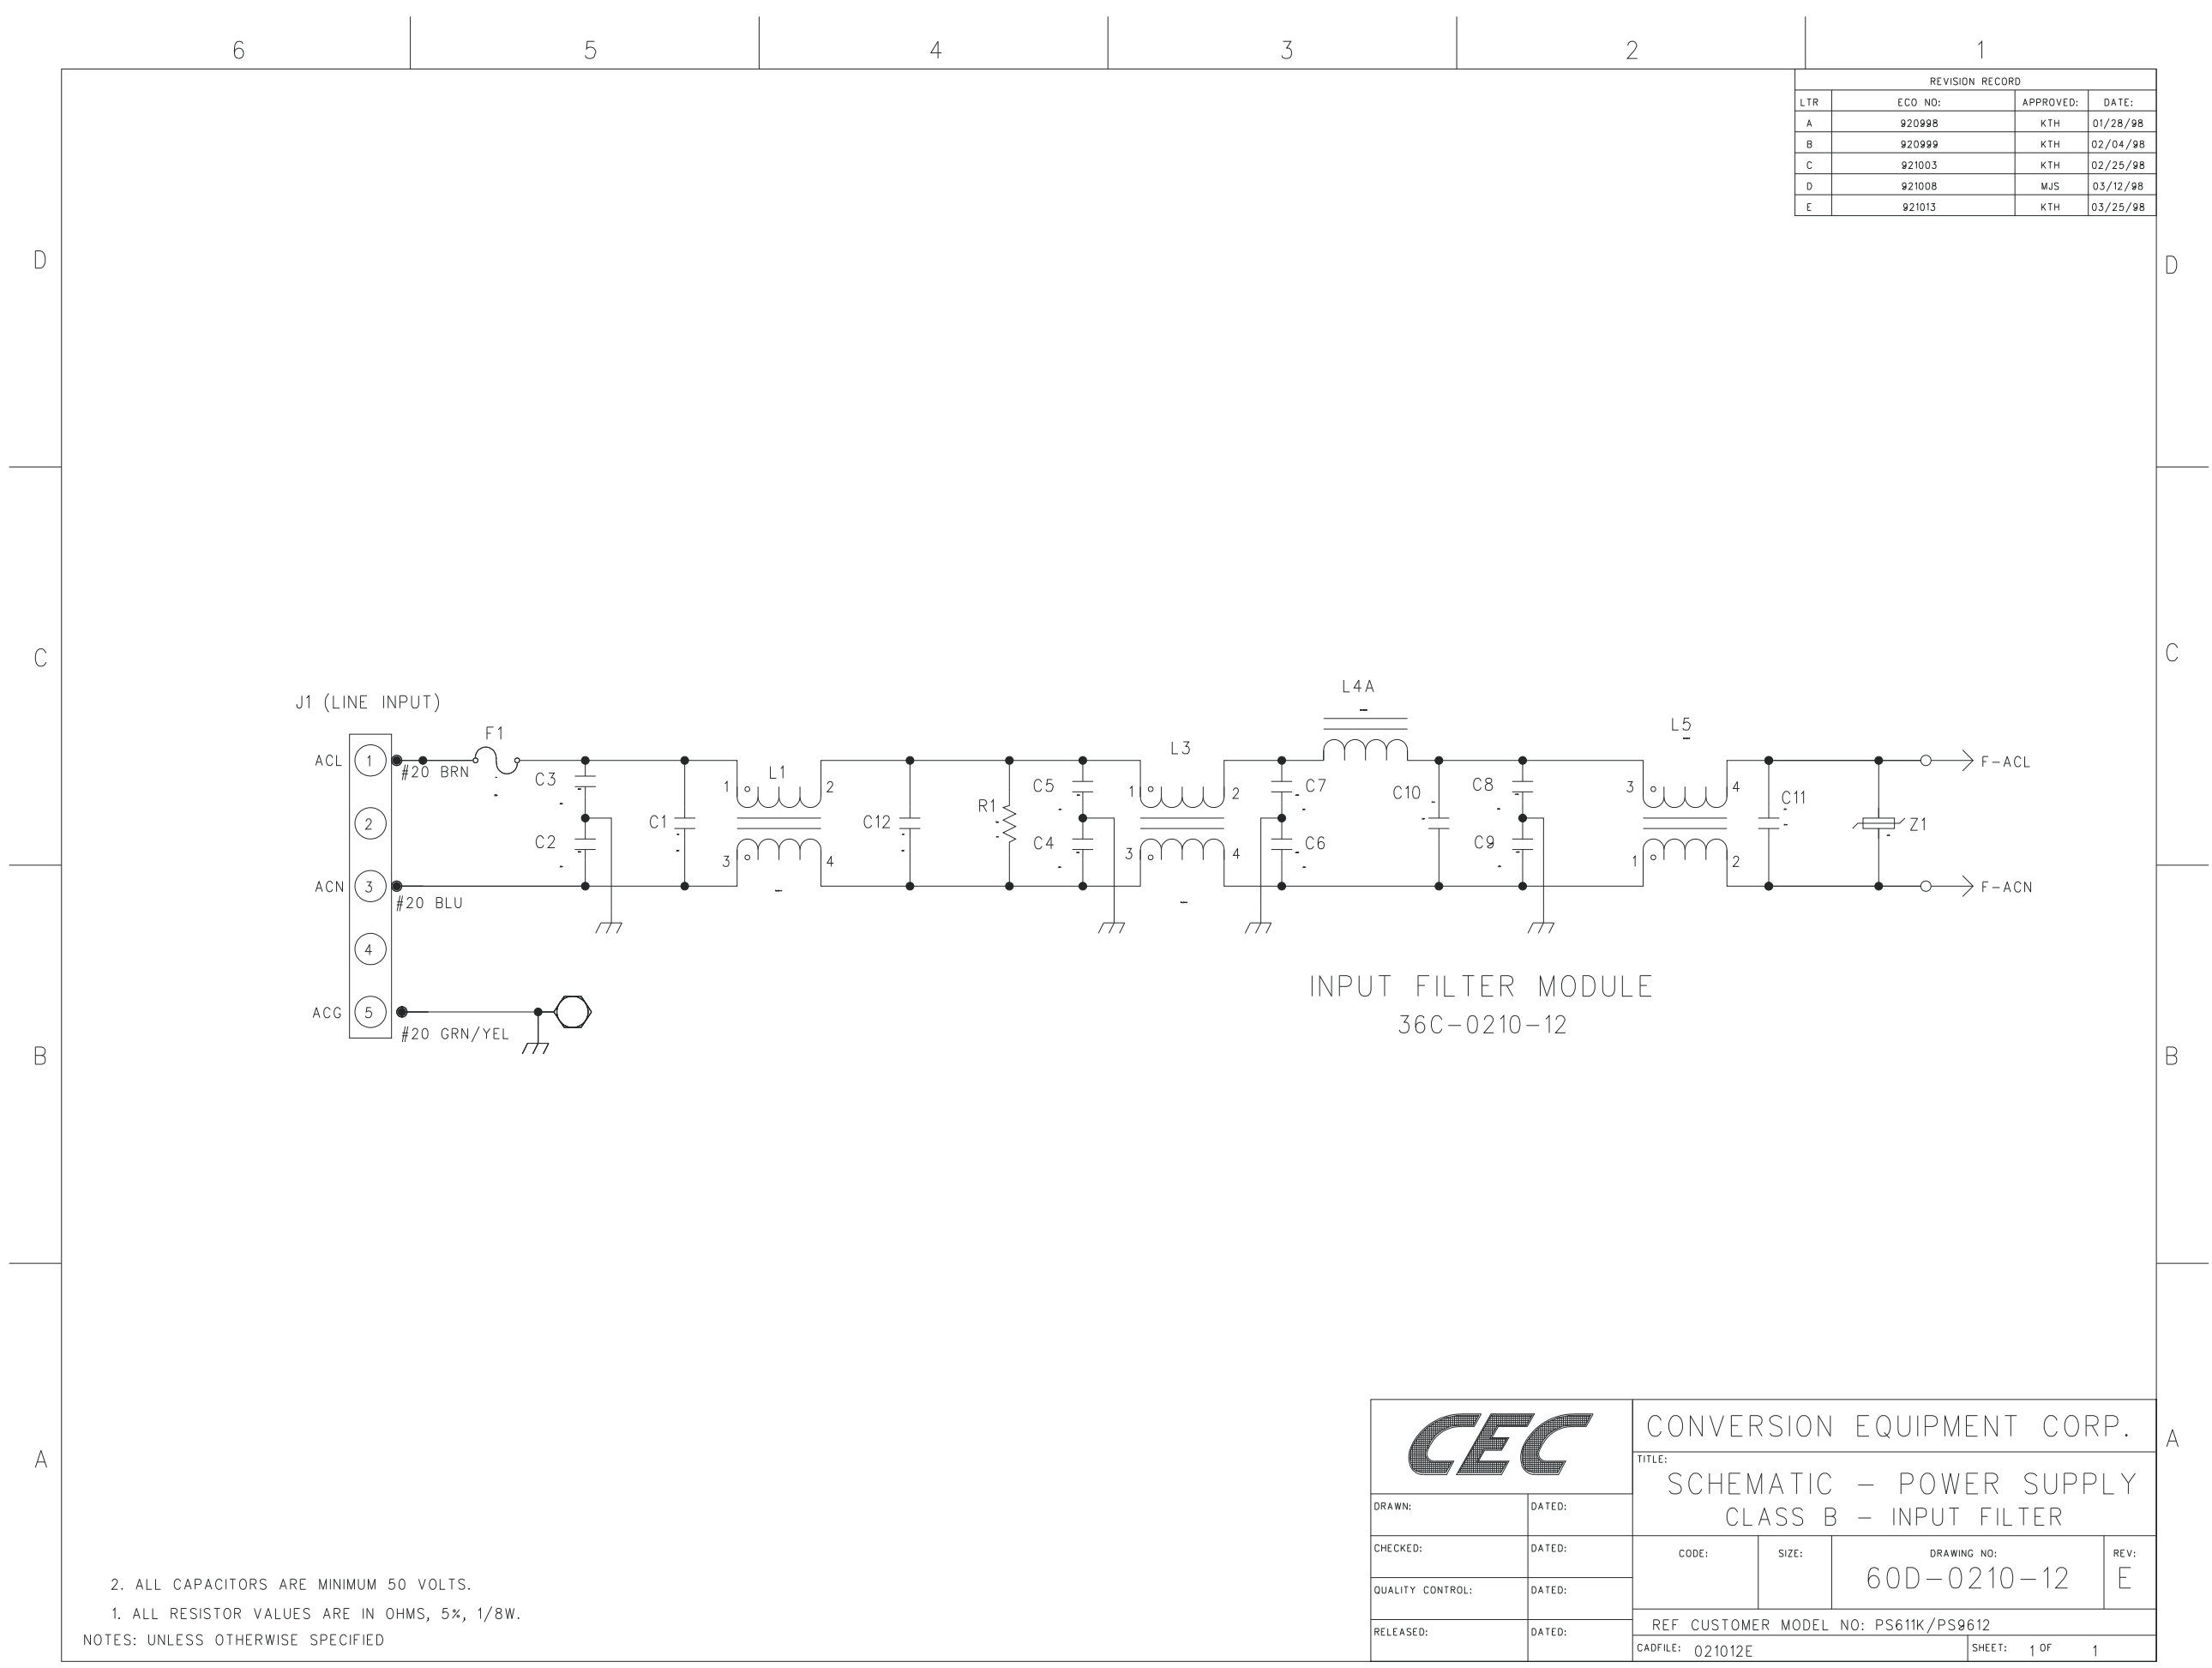 6 5 4 3 2 1
REVISION RECORD
LTR ECO NO: APPROVED: DATE:
A 920998 KTH 01/28/98
B 920999 KTH 02/04/98
C 921003 KTH 02/25/98
D 921008 MJS 03/12/98
E 921013 KTH 03/25/98
D D
C C
L4A
J1 (LINE INPUT)
L5
F1
L3
ACL 1 F-ACL
#20 BRN
C3 L1 C5 C7 C8
1 2 1 2 3 4
C10 C11
R1
2 C1 C12 Z1
C2 C4 C6 C9
3 4 3 4 1 2
ACN 3 F-ACN
#20 BLU
4
INPUT FILTER MODULE
ACG 5
36C-0210-12
#20 GRN/YEL
B B
CEC
CONVERSION EQUIPMENT CORP.
A A
TITLE:
SCHEMATIC - POWER SUPPLY
CLASS B - INPUT FILTER
DRAWN: DATED:
CHECKED: DATED:
CODE: SIZE: DRAWING NO: REV:
60D-0210-12 E
QUALITY CONTROL: DATED:
REF CUSTOMER MODEL NO: PS611K/PS9612
RELEASED: DATED:
CADFILE: 021012E SHEET: 1 OF 1
2. ALL CAPACITORS ARE MINIMUM 50 VOLTS.
1. ALL RESISTOR VALUES ARE IN OHMS, 5%, 1/8W.
NOTES: UNLESS OTHERWISE SPECIFIED